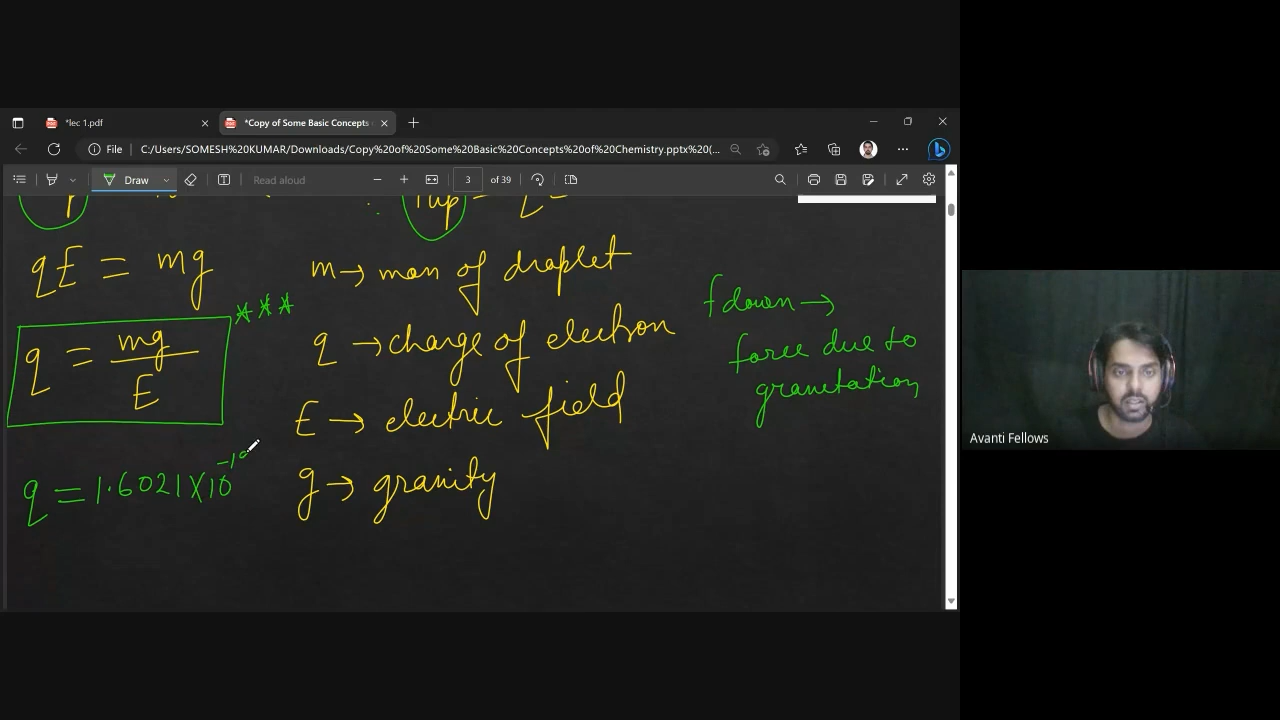 *lec 1.pdf
*Copy of Some Basic Concepts
File
C:/Users/SOMESH%20KUMAR/Downloads/Copy%20of%20Some%20Basic%20Concepts%20of%20Chemistry.pptx%20(...
Draw
Read aloud
3 of 39
qE = mg
q = mg/E
***
q = 1.6021 X 10
m → mass of droplet
q → charge of electron
E → electric field
g → gravity
f down →
force due to
gravitation
Avanti Fellows